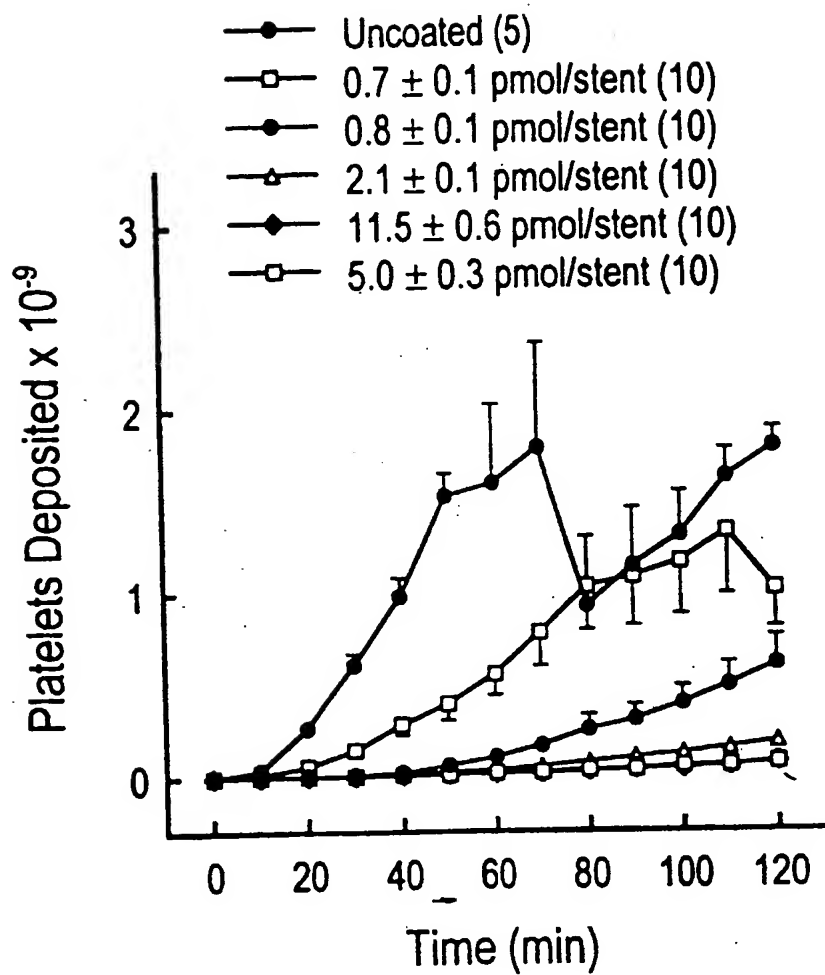 Uncoated (5)
0.7 ± 0.1 pmol/stent (10)
0.8 ± 0.1 pmol/stent (10)
2.1 ± 0.1 pmol/stent (10)
11.5 ± 0.6 pmol/stent (10)
5.0 ± 0.3 pmol/stent (10)
Platelets Deposited x 10⁻⁹
3
2
1
0
0 20 40 60 80 100 120
Time (min)